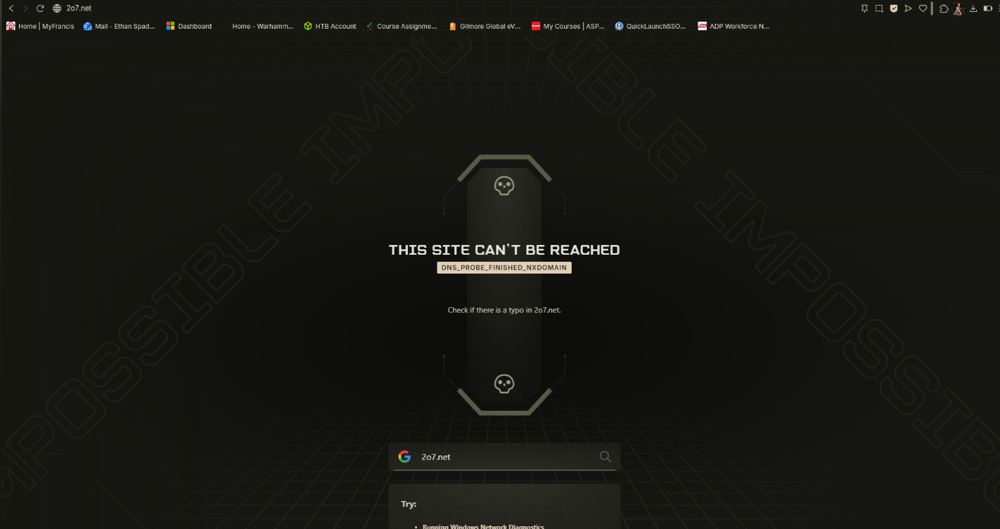 2o7.net
Home | MyFrancis Mail - Ethan Spad... Dashboard Home - Warhamm... HTB Account Course Assignme... Gilmore Global eV... My Courses | ASP... QuickLaunchSSO... ADP Workforce N...
IMPOSSIBLE IMPOSSIBLE IMPOSSIBLE
THIS SITE CAN'T BE REACHED
DNS_PROBE_FINISHED_NXDOMAIN
Check if there is a typo in 2o7.net.
2o7.net
Try:
• Running Windows Network Diagnostics